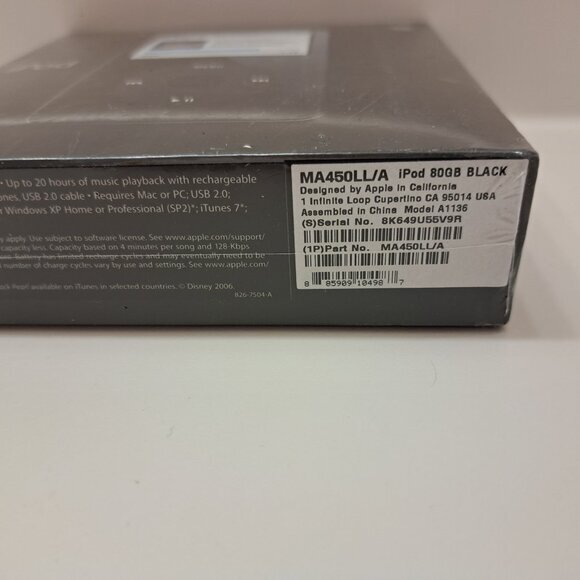 MENU
• Up to 20 hours of music playback with rechargeable
ones, USB 2.0 cable • Requires Mac or PC; USB 2.0;
Windows XP Home or Professional (SP2)*; iTunes 7*;
apply. Use subject to software license. See www.apple.com/support/
capacity less. Capacity based on 4 minutes per song and 128-Kbps
Battery has limited recharge cycles and may eventually need to be
number of charge cycles vary by use and settings. See www.apple.com/
Pearl available on iTunes in selected countries. © Disney 2006.
826-7504-A
MA450LL/A iPod 80GB BLACK
Designed by Apple in California
1 Infinite Loop Cupertino CA 95014 USA
Assembled in China Model A1136
(S)Serial No. 8K649U55V9R
(1P)Part No. MA450LL/A
8 85909 10498 7